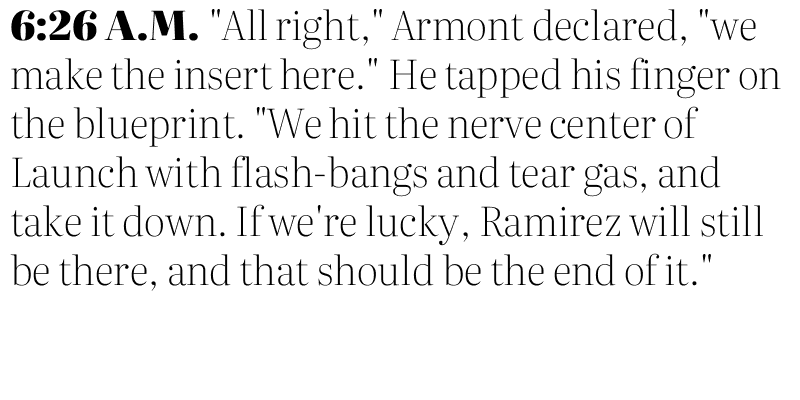 6:26 A.M. "All right," Armont declared, "we
make the insert here." He tapped his finger on
the blueprint. "We hit the nerve center of
Launch with flash-bangs and tear gas, and
take it down. If we're lucky, Ramirez will still
be there, and that should be the end of it."